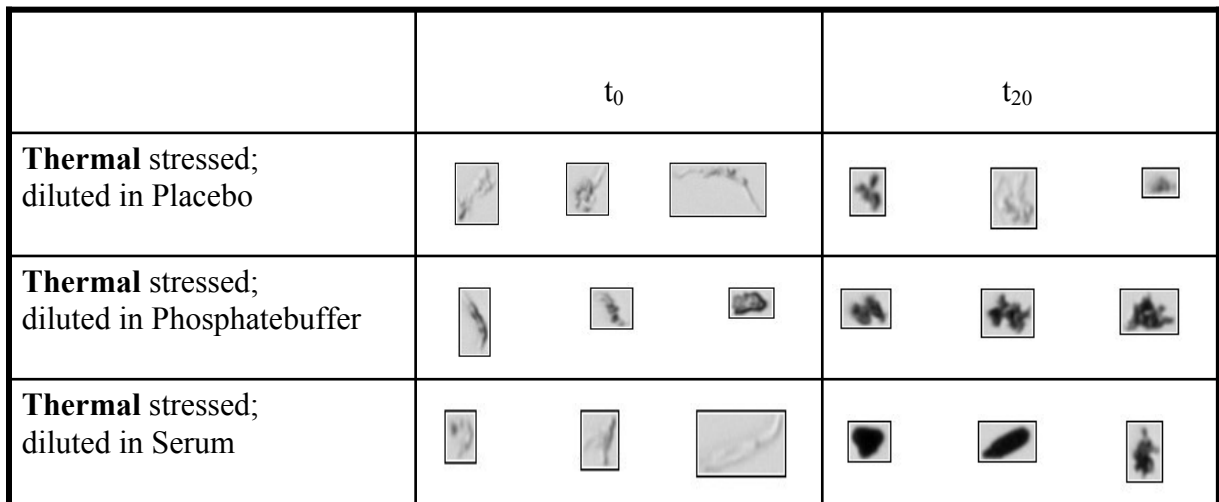 t₀ t₂₀
Thermal stressed;
diluted in Placebo
Thermal stressed;
diluted in Phosphatebuffer
Thermal stressed;
diluted in Serum